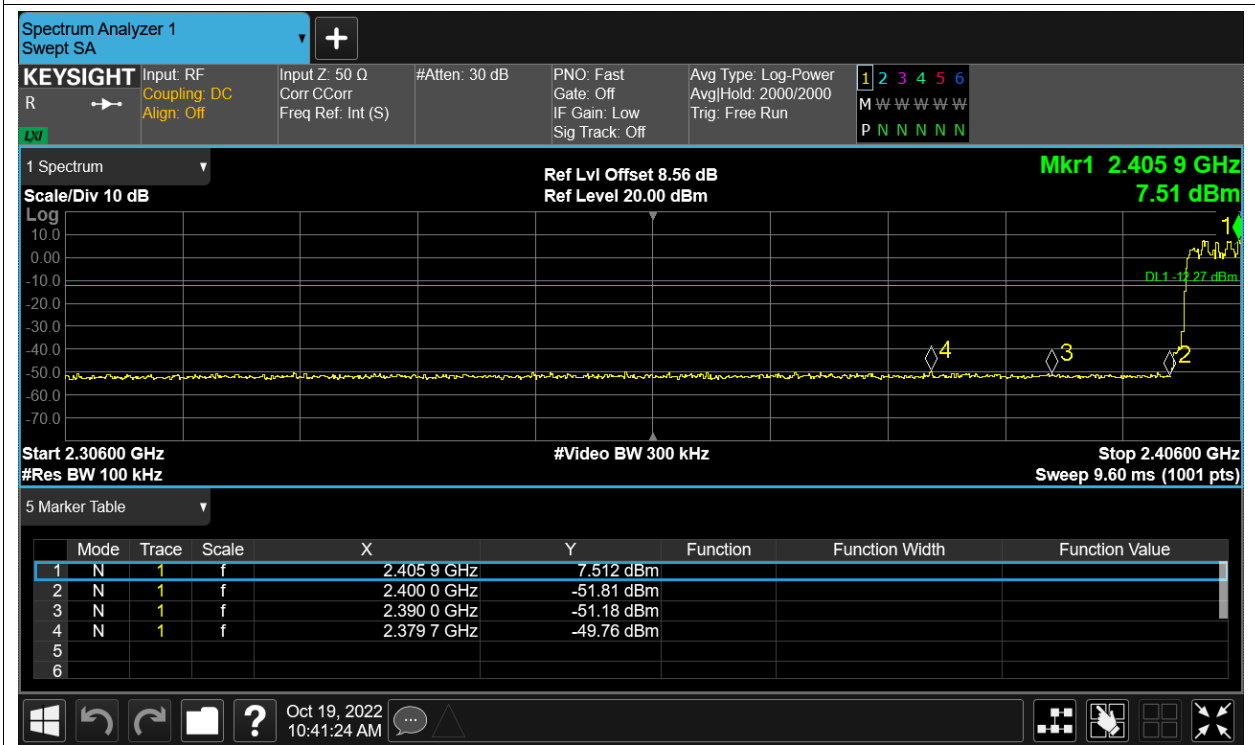 Spectrum Analyzer 1
Swept SA
KEYSIGHT
R
LXI
Input: RF
Coupling: DC
Align: Off
Input Z: 50 Ω
Corr CCorr
Freq Ref: Int (S)
#Atten: 30 dB
PNO: Fast
Gate: Off
IF Gain: Low
Sig Track: Off
Avg Type: Log-Power
Avg|Hold: 2000/2000
Trig: Free Run
1 2 3 4 5 6
M W W W W W
P N N N N N
1 Spectrum
Scale/Div 10 dB
Ref Lvl Offset 8.56 dB
Ref Level 20.00 dBm
Mkr1 2.405 9 GHz
7.51 dBm
Log
10.0
0.00
-10.0
-20.0
-30.0
-40.0
-50.0
-60.0
-70.0
1
DL1 -12.27 dBm
4
3
2
Start 2.30600 GHz
#Res BW 100 kHz
#Video BW 300 kHz
Stop 2.40600 GHz
Sweep 9.60 ms (1001 pts)
5 Marker Table
Mode Trace Scale X Y Function Function Width Function Value
1 N 1 f 2.405 9 GHz 7.512 dBm
2 N 1 f 2.400 0 GHz -51.81 dBm
3 N 1 f 2.390 0 GHz -51.18 dBm
4 N 1 f 2.379 7 GHz -49.76 dBm
5
6
?
Oct 19, 2022
10:41:24 AM